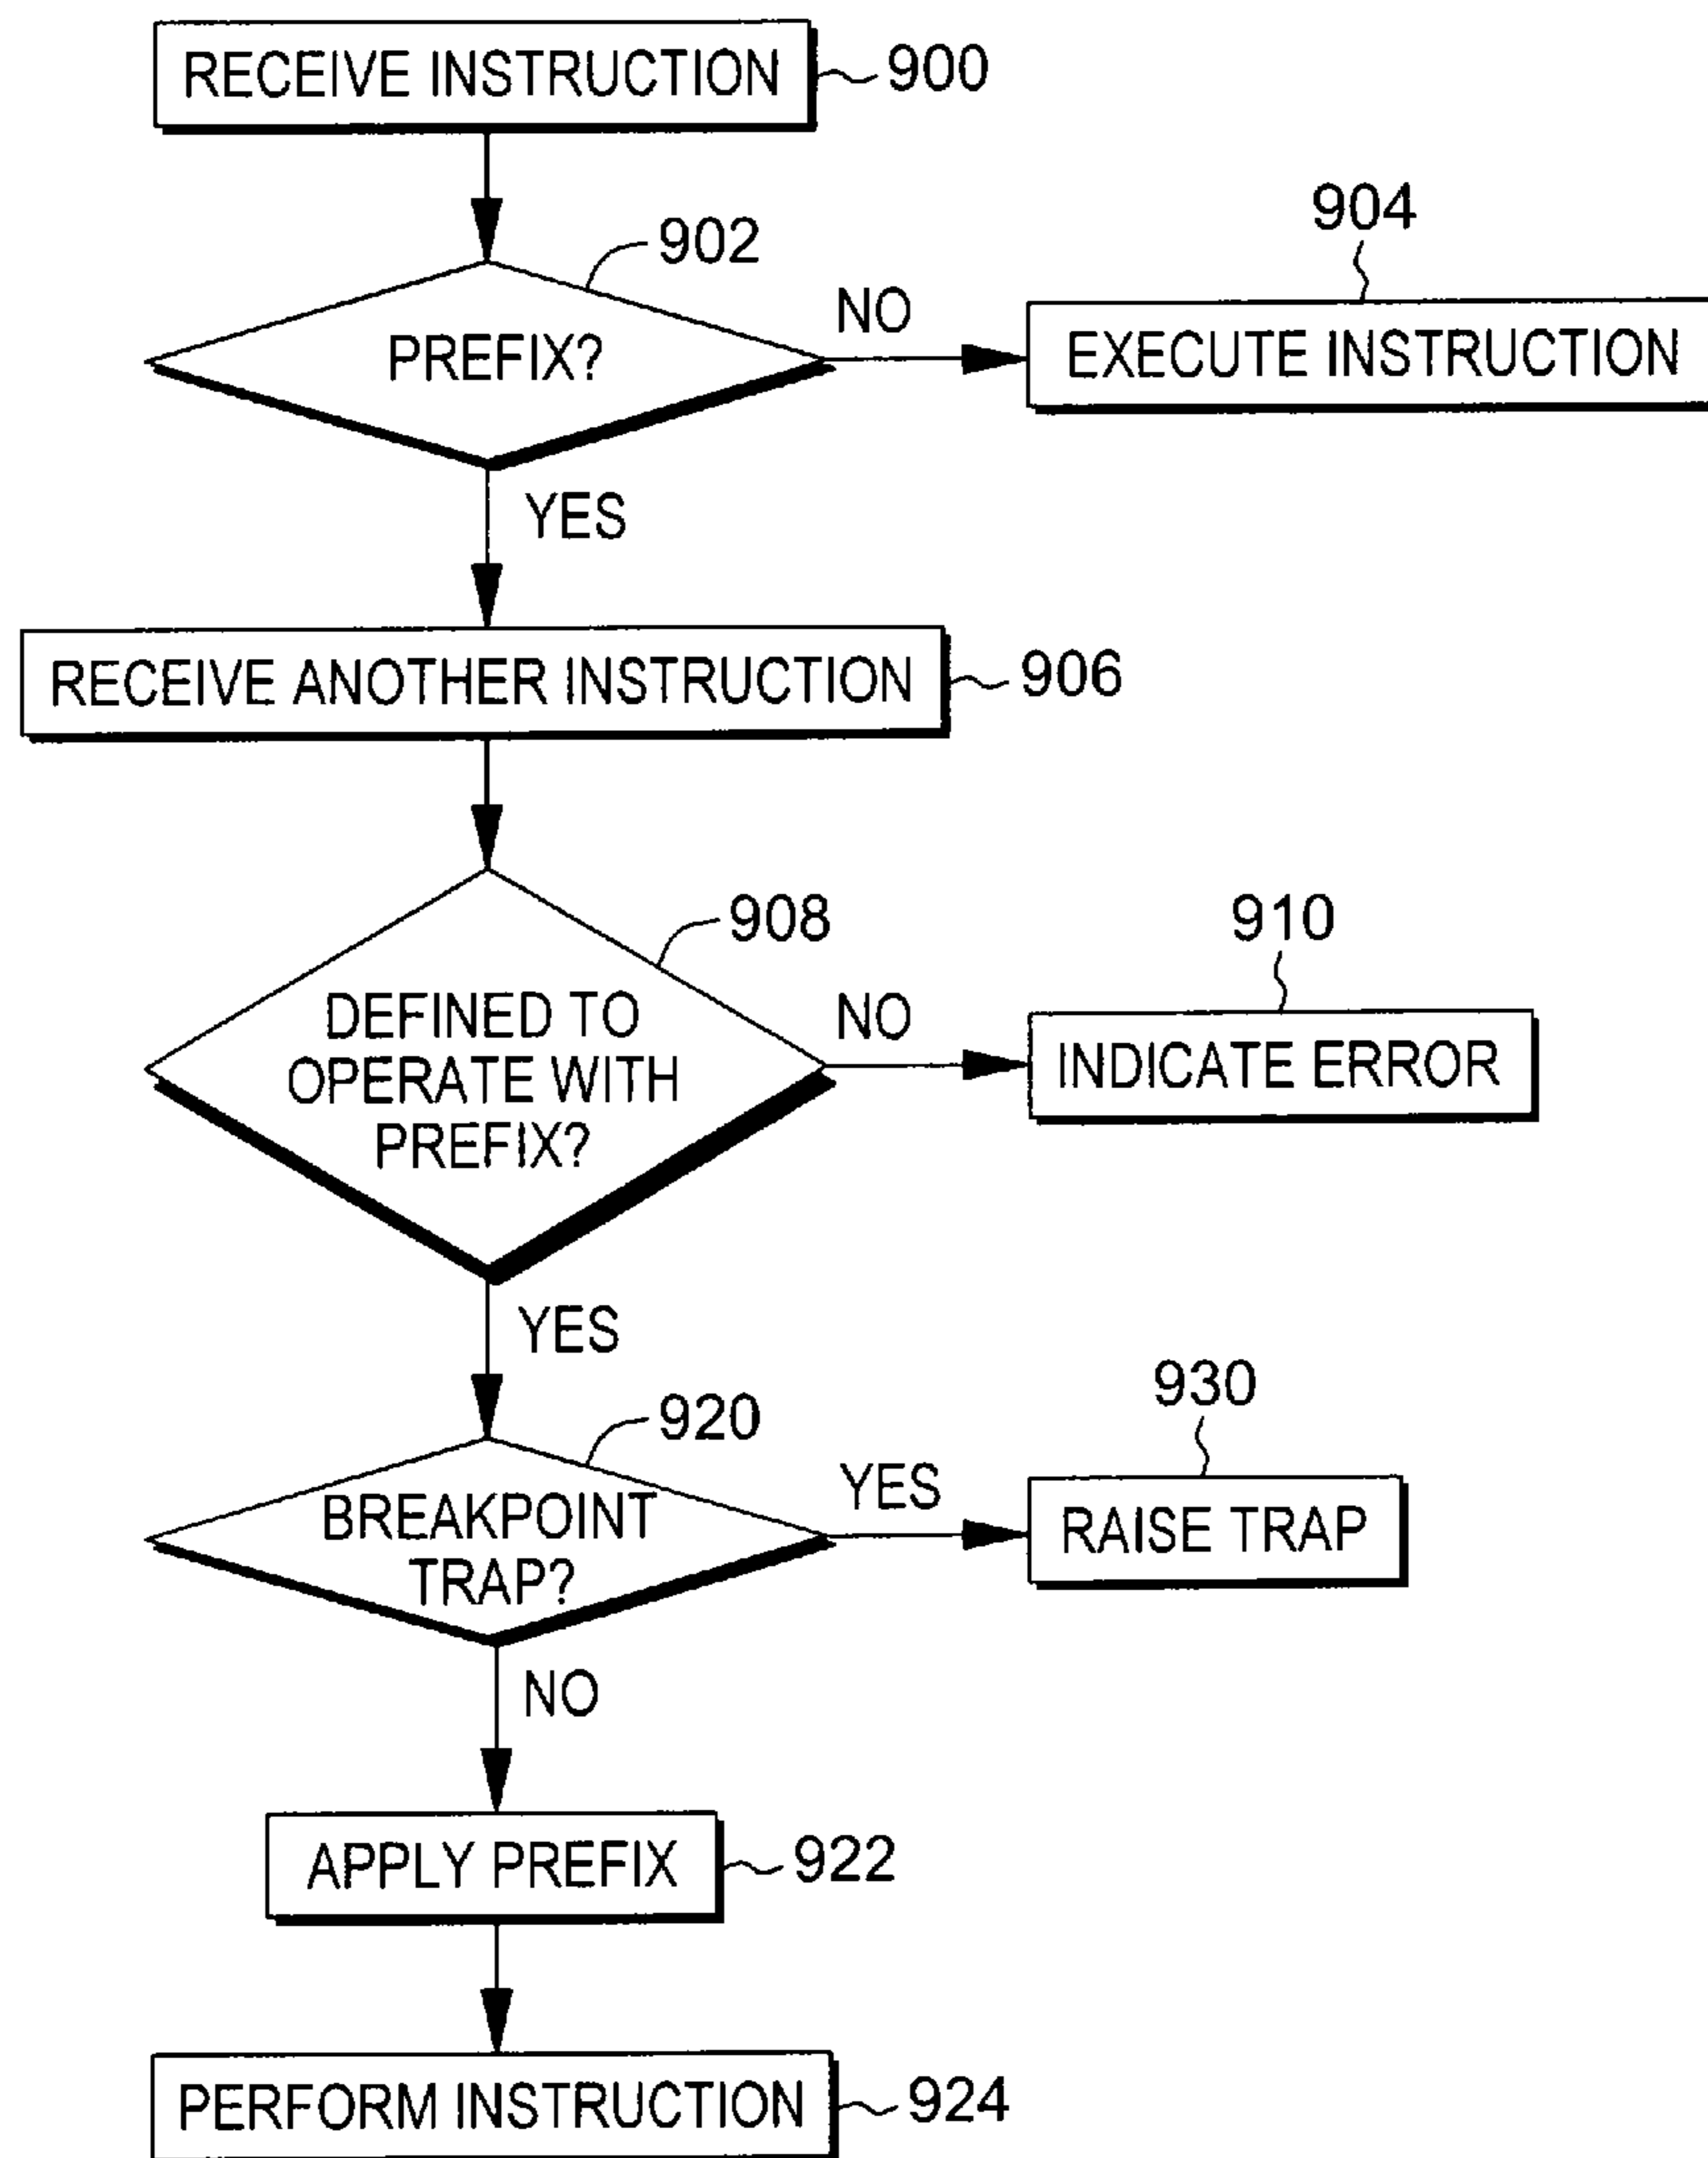 RECEIVE INSTRUCTION
900
902
904
PREFIX?
NO
EXECUTE INSTRUCTION
YES
RECEIVE ANOTHER INSTRUCTION
906
908
910
DEFINED TO
OPERATE WITH
PREFIX?
NO
INDICATE ERROR
YES
920
930
BREAKPOINT
TRAP?
YES
RAISE TRAP
NO
APPLY PREFIX
922
PERFORM INSTRUCTION
924